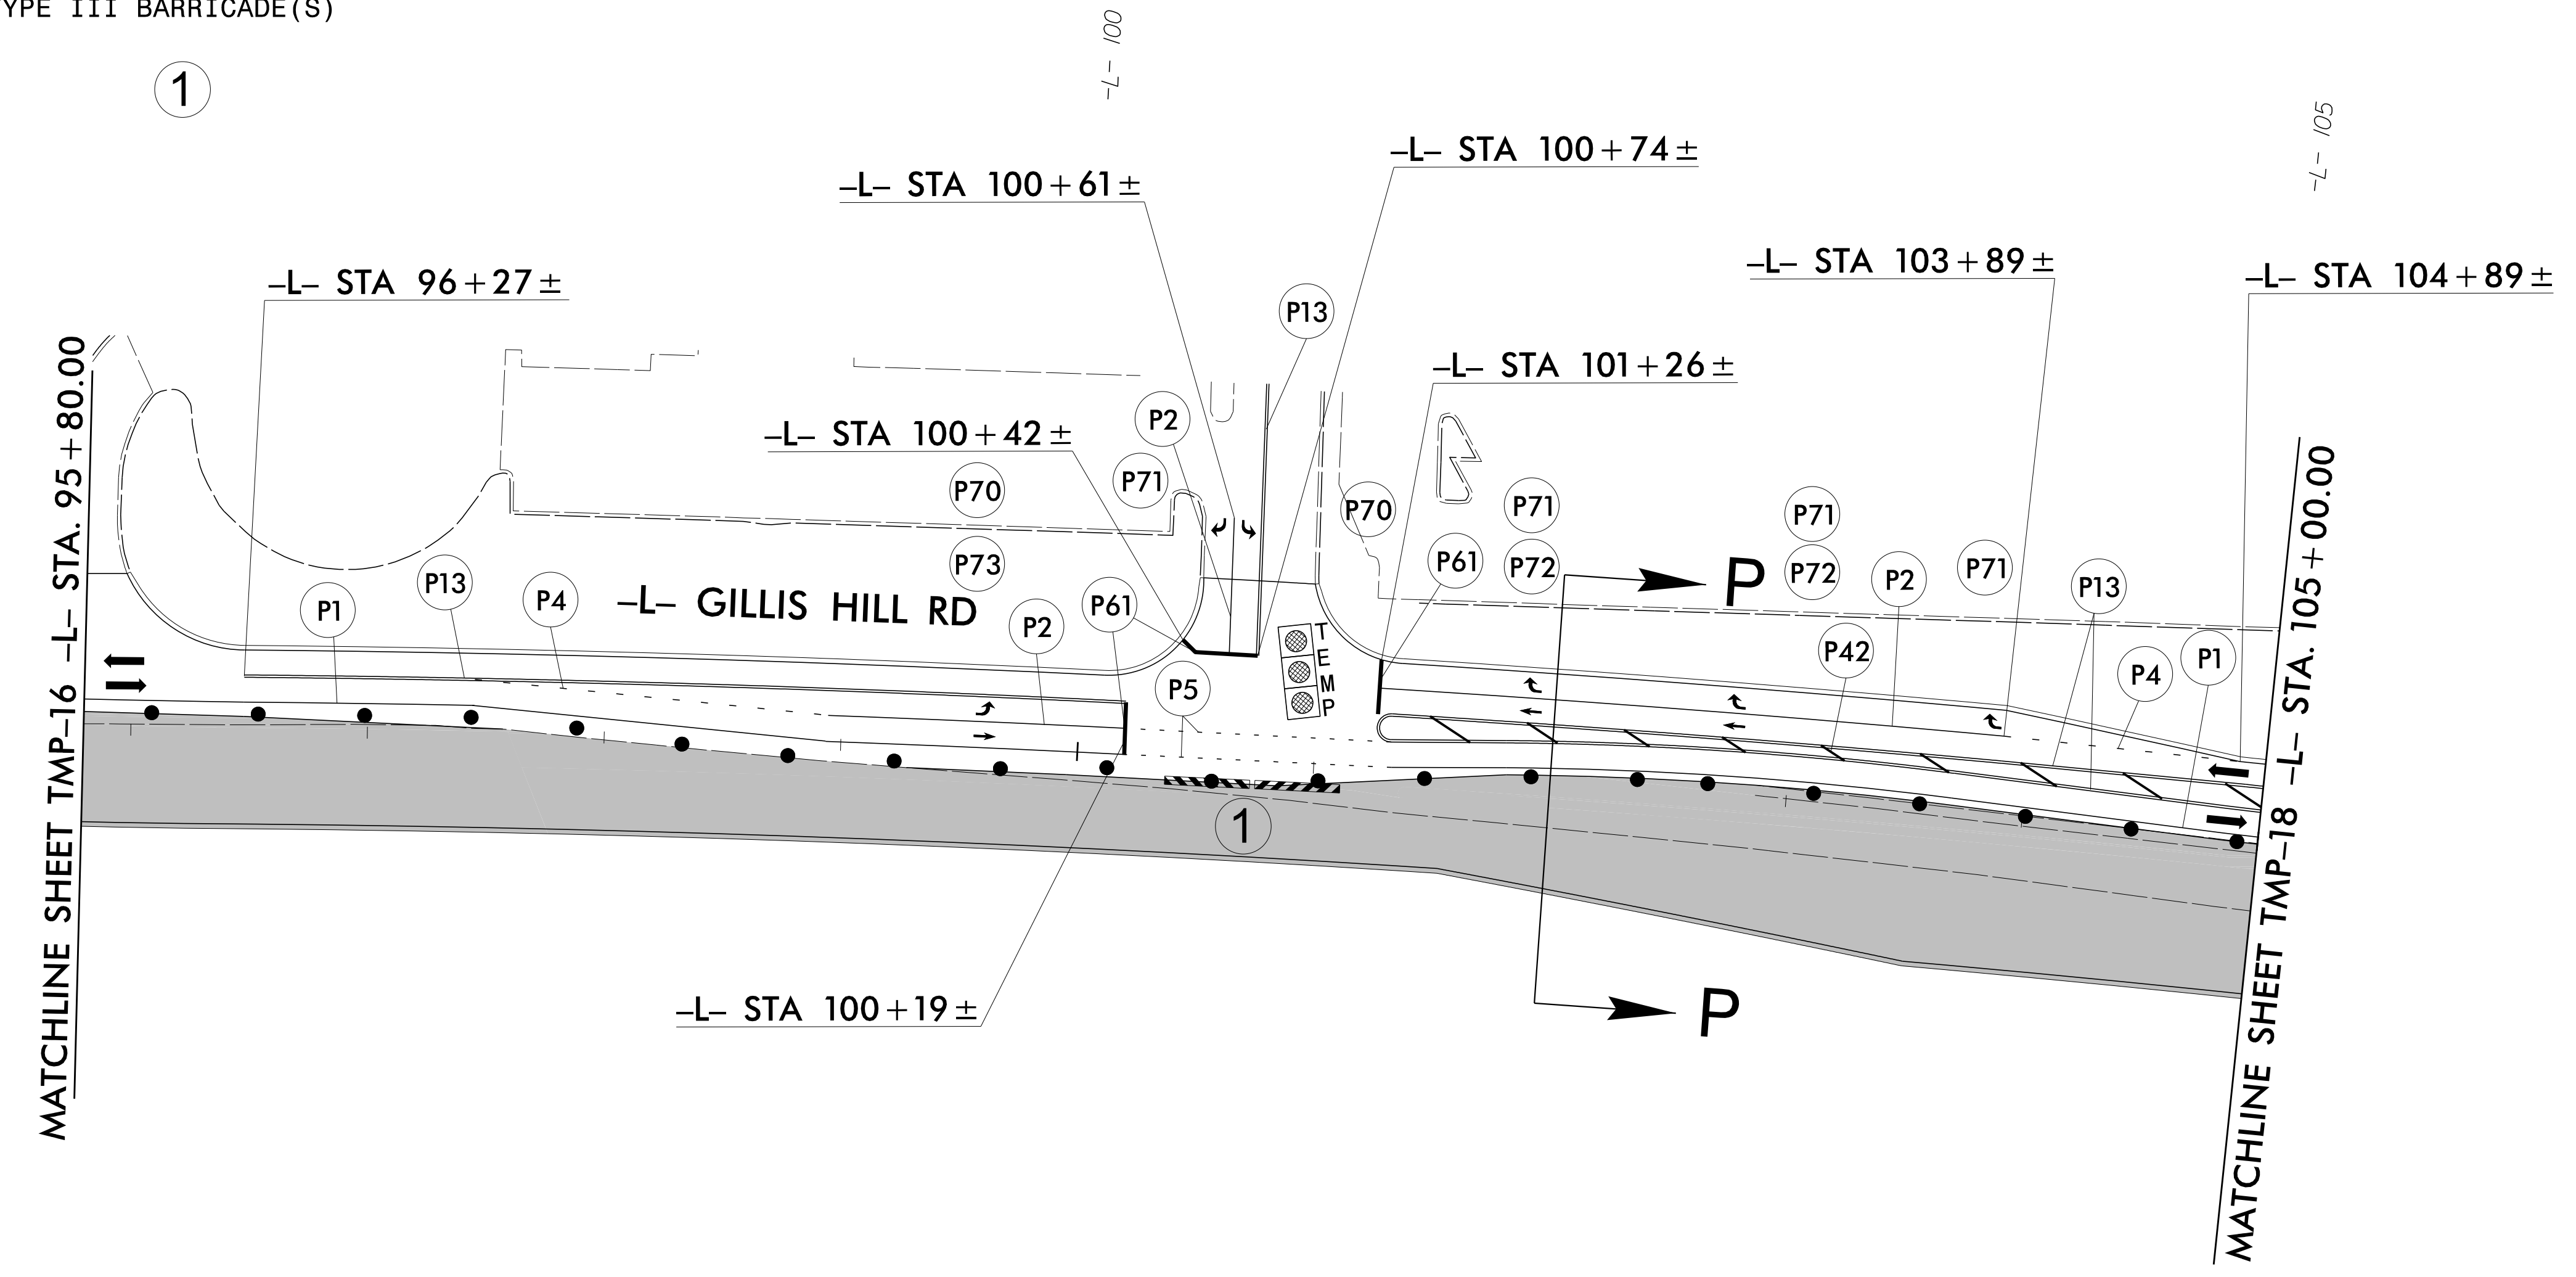 TYPE III BARRICADE(S)
1
-L- 100
-L- 105
–L– STA 100+74±
–L– STA 100+61±
–L– STA 103+89±
–L– STA 104+89±
–L– STA 96+27±
P13
–L– STA 101+26±
P2
–L– STA 100+42±
P70
P71
P70
P71
P71
P73
P61
P72
P72
P2
P71
P13
P
P1
P13
P4
–L– GILLIS HILL RD
P2
P61
TEMP
P42
P4
P1
P5
1
–L– STA 100+19±
P
MATCHLINE SHEET TMP–16 –L– STA. 95+80.00
MATCHLINE SHEET TMP–18 –L– STA. 105+00.00